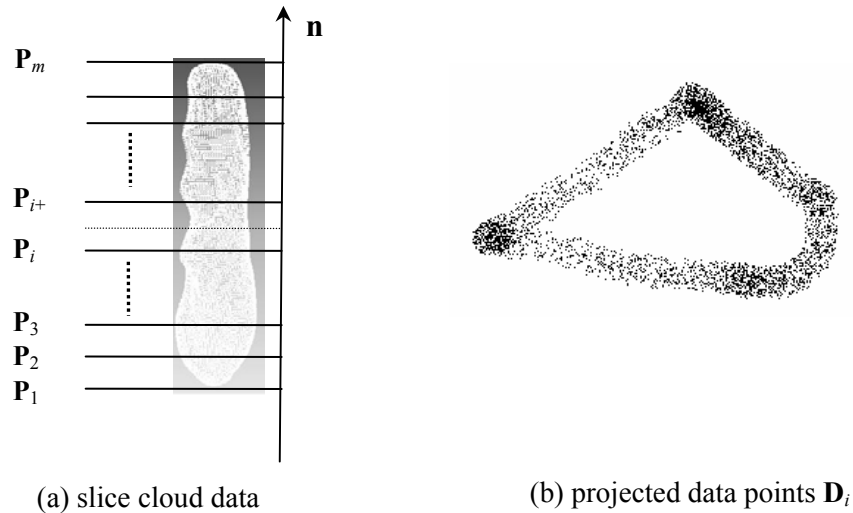 n
P_m
P_{i+}
P_i
P_3
P_2
P_1
(a) slice cloud data
(b) projected data points D_i